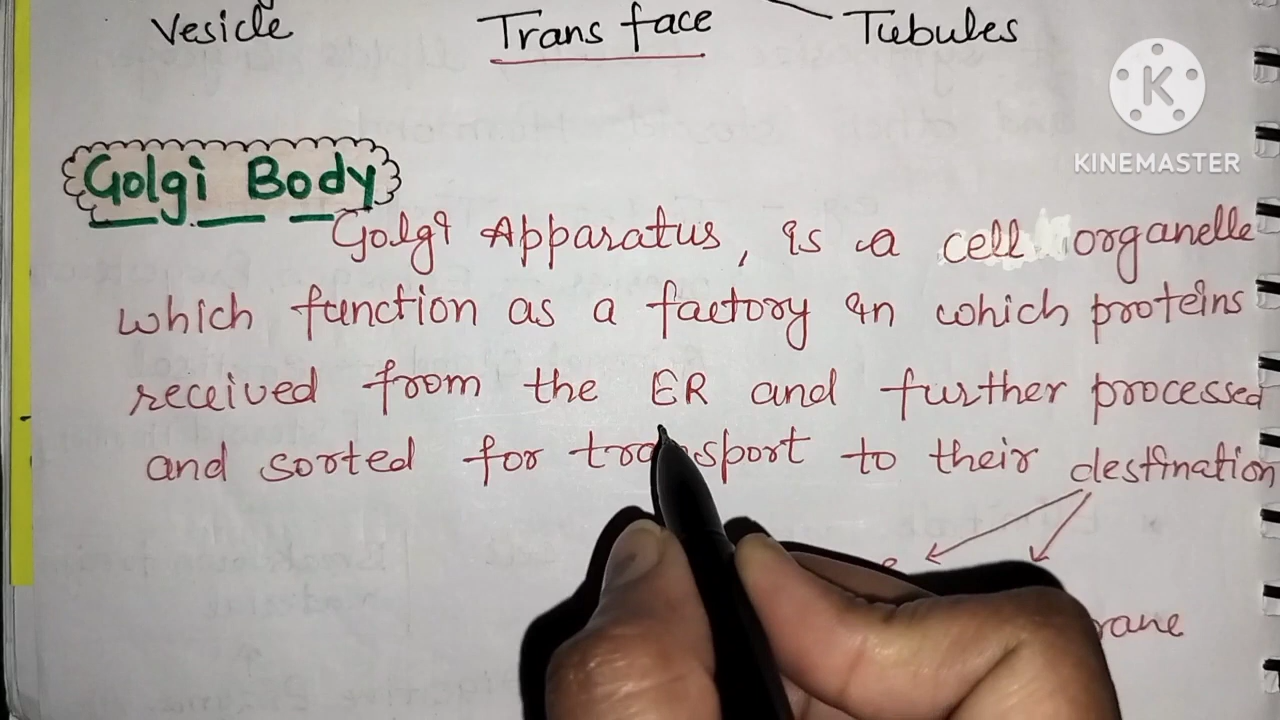 Vesicle Trans face Tubules
K
KINEMASTER
Golgi Body
Golgi Apparatus, is a cell organelle
which function as a factory in which proteins
received from the ER and further processed
and sorted for transport to their destination